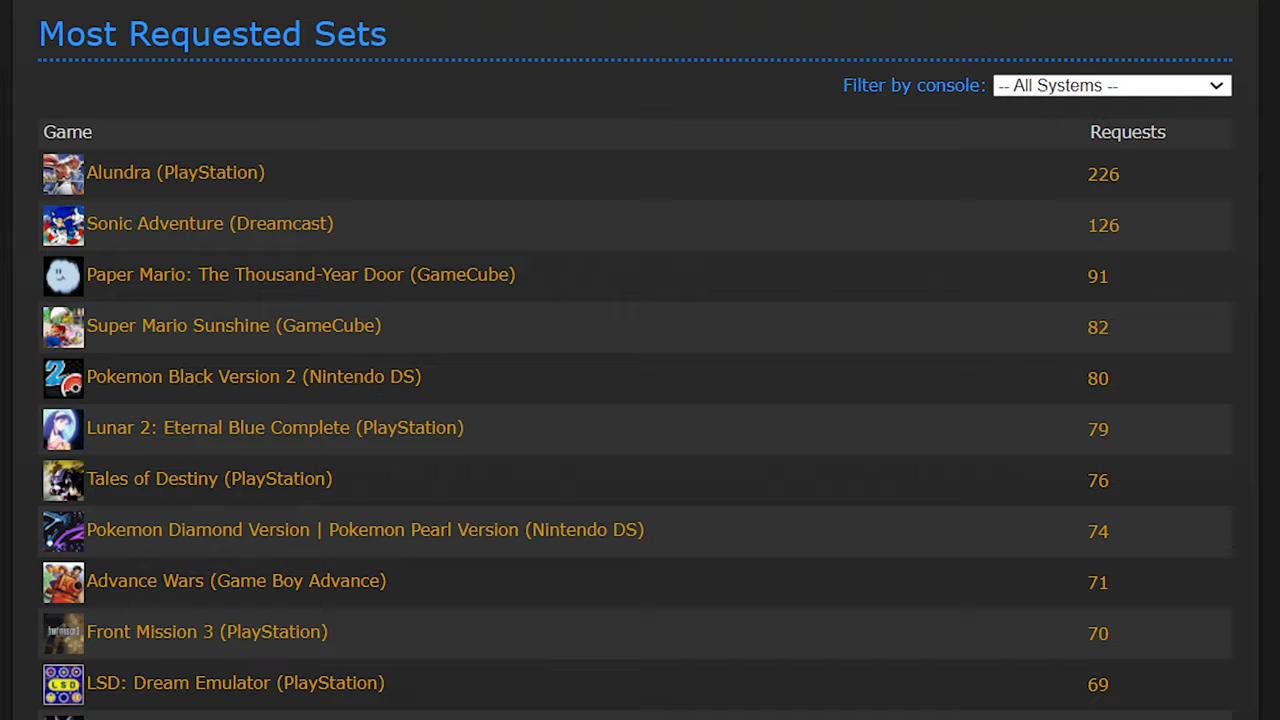 Most Requested Sets
Filter by console: -- All Systems --
Game Requests
Alundra (PlayStation) 226
Sonic Adventure (Dreamcast) 126
Paper Mario: The Thousand-Year Door (GameCube) 91
Super Mario Sunshine (GameCube) 82
Pokemon Black Version 2 (Nintendo DS) 80
Lunar 2: Eternal Blue Complete (PlayStation) 79
Tales of Destiny (PlayStation) 76
Pokemon Diamond Version | Pokemon Pearl Version (Nintendo DS) 74
Advance Wars (Game Boy Advance) 71
Front Mission 3 (PlayStation) 70
LSD
LSD: Dream Emulator (PlayStation) 69